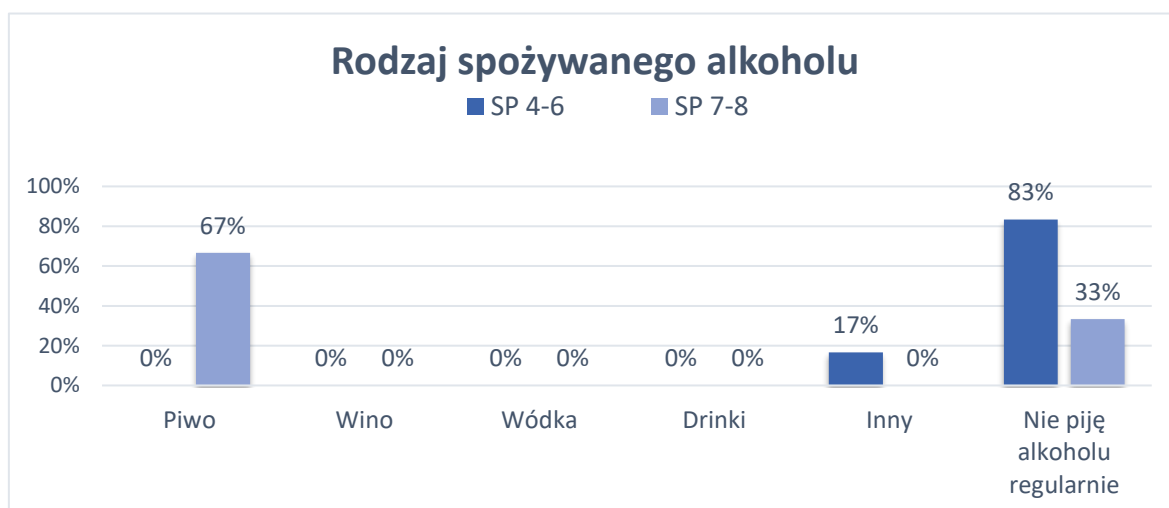 Rodzaj spożywanego alkoholu
SP 4-6 SP 7-8
100%
80%
60%
40%
20%
0%
0% 67% 0% 0% 0% 0% 0% 0% 17% 0% 83% 33%
Piwo Wino Wódka Drinki Inny Nie piję
alkoholu
regularnie